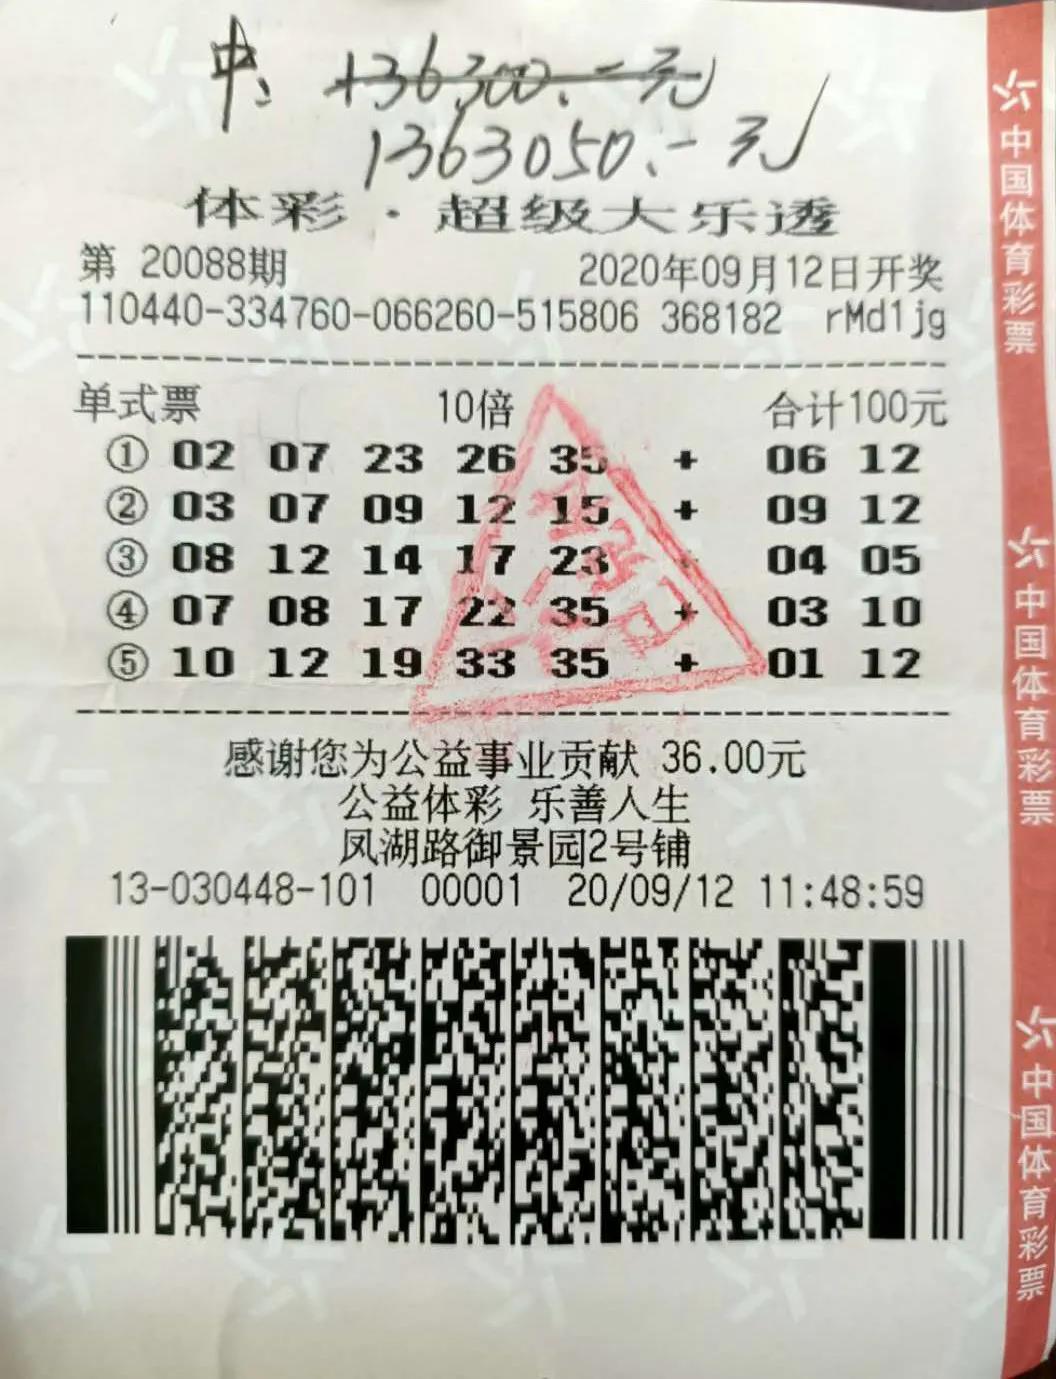 中: 136300.-元
1363050.-元
体彩·超级大乐透
第 20088期 2020年09月12日开奖
110440-334760-066260-515806 368182 rMd1jg
单式票 10倍 合计100元
① 02 07 23 26 35 + 06 12
② 03 07 09 12 15 + 09 12
③ 08 12 14 17 23 + 04 05
④ 07 08 17 22 35 + 03 10
⑤ 10 12 19 33 35 + 01 12
感谢您为公益事业贡献 36.00元
公益体彩 乐善人生
凤湖路御景园2号铺
13-030448-101 00001 20/09/12 11:48:59
中国体育彩票
中国体育彩票
中国体育彩票